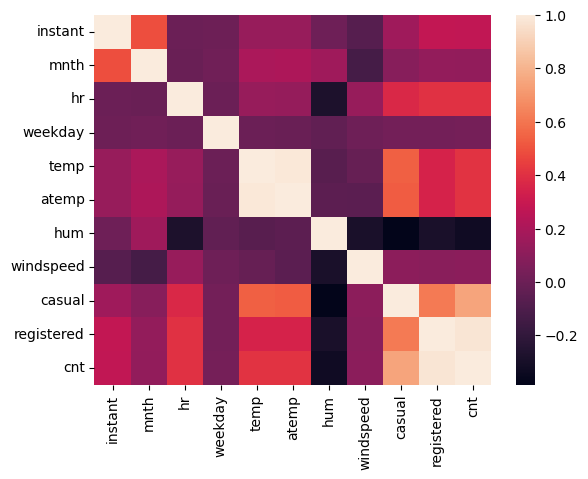 instant
mnth
hr
weekday
temp
atemp
hum
windspeed
casual
registered
cnt
instant
mnth
hr
weekday
temp
atemp
hum
windspeed
casual
registered
cnt
1.0
0.8
0.6
0.4
0.2
0.0
−0.2